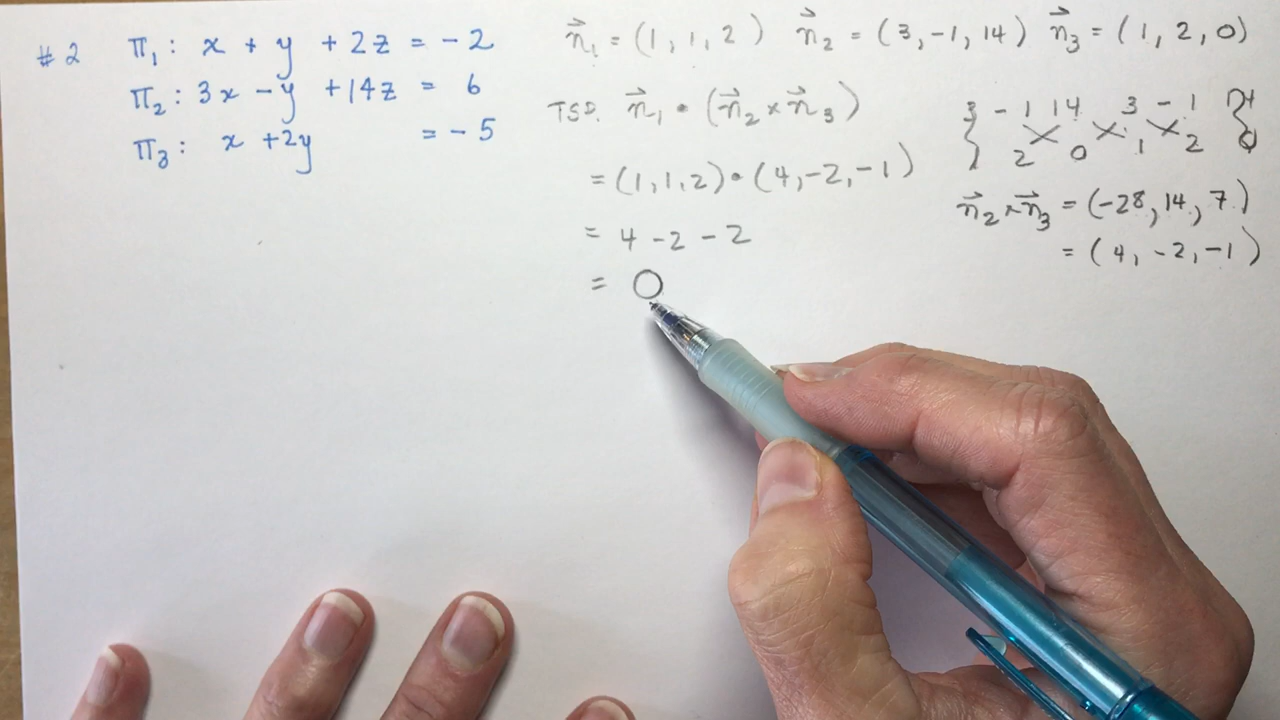 #2 π₁: x + y + 2z = -2
π₂: 3x - y + 14z = 6
π₃: x + 2y = -5
n⃗₁ = (1, 1, 2) n⃗₂ = (3, -1, 14) n⃗₃ = (1, 2, 0)
TSP. n⃗₁ • (n⃗₂ × n⃗₃)
= (1, 1, 2) • (4, -2, -1)
= 4 - 2 - 2
= 0
3 { -1 14 3 -1 } 14
1 { 2 0 1 2 } 0
n⃗₂ × n⃗₃ = (-28, 14, 7)
= (4, -2, -1)